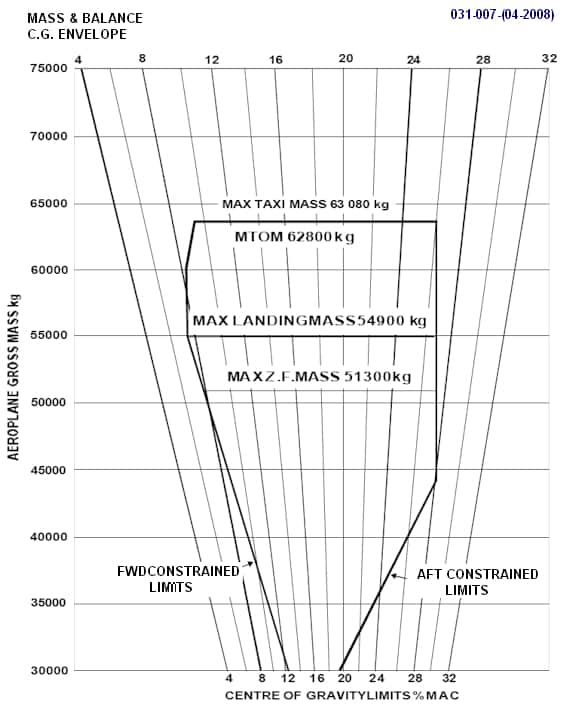 MASS & BALANCE
C.G. ENVELOPE
031-007-(04-2008)
4 8 12 16 20 24 28 32
75000
70000
65000
60000
55000
50000
45000
40000
35000
30000
AEROPLANE GROSS MASS kg
MAX TAXI MASS 63 080 kg
MTOM 62800kg
MAX LANDINGMASS54900 kg
MAXZ.F.MASS 51300kg
FWDCONSTRAINED
LIMITS
AFT CONSTRAINED
LIMITS
4 8 12 16 20 24 28 32
CENTRE OF GRAVITYLIMITS%MAC